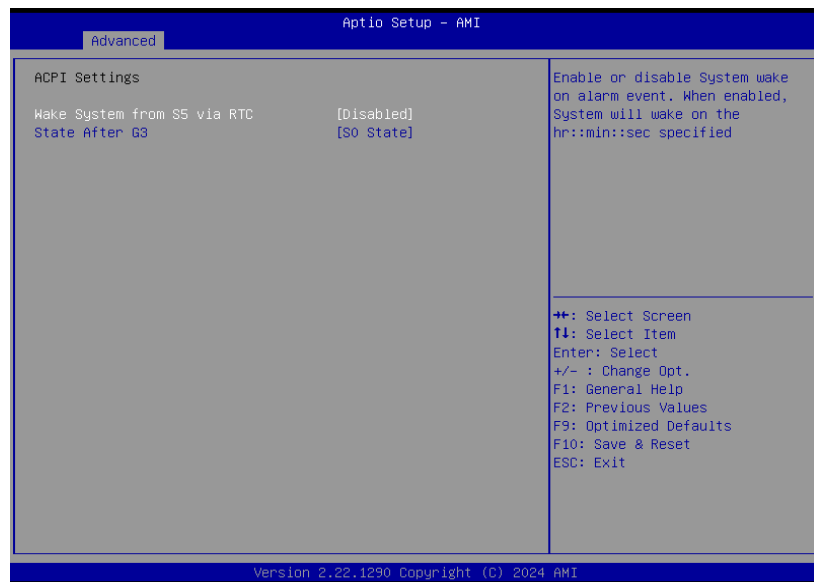 Aptio Setup – AMI
Advanced
ACPI Settings
Wake System from S5 via RTC [Disabled]
State After G3 [S0 State]
Enable or disable System wake
on alarm event. When enabled,
System will wake on the
hr::min::sec specified
→←: Select Screen
↑↓: Select Item
Enter: Select
+/- : Change Opt.
F1: General Help
F2: Previous Values
F9: Optimized Defaults
F10: Save & Reset
ESC: Exit
Version 2.22.1290 Copyright (C) 2024 AMI